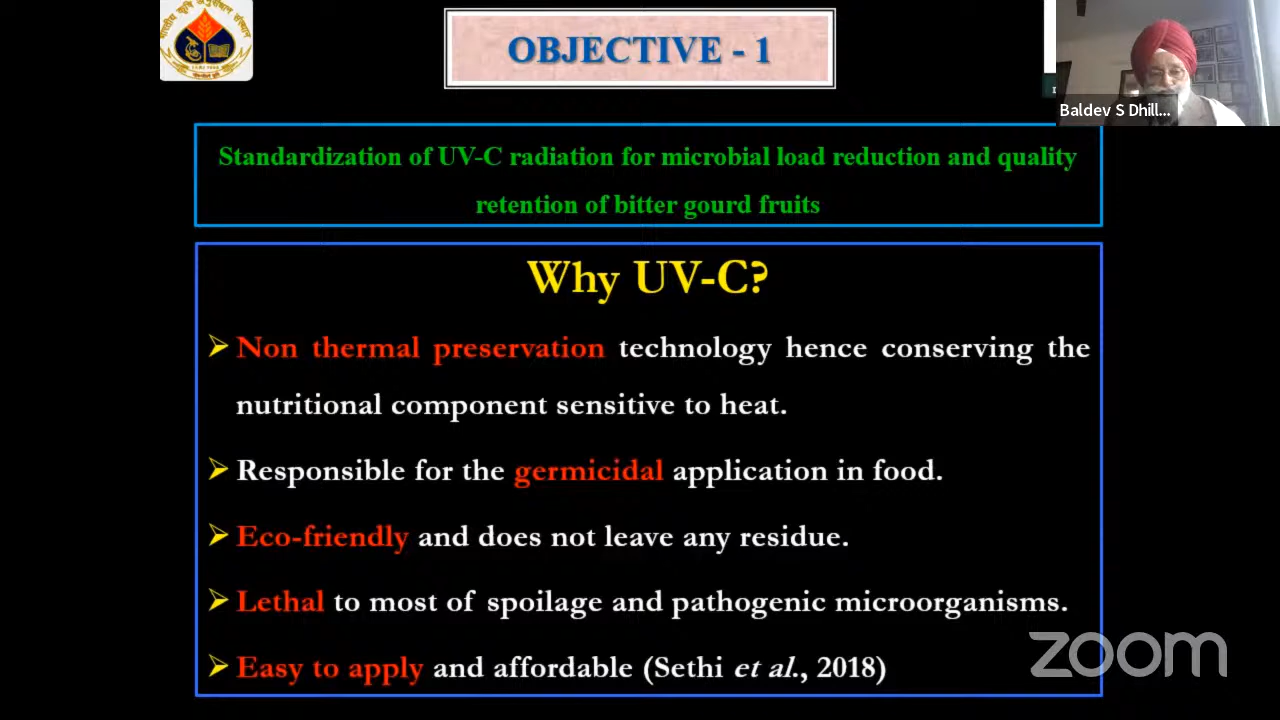 OBJECTIVE - 1
Baldev S Dhill...
Standardization of UV-C radiation for microbial load reduction and quality
retention of bitter gourd fruits
Why UV-C?
➢ Non thermal preservation technology hence conserving the
nutritional component sensitive to heat.
➢ Responsible for the germicidal application in food.
➢ Eco-friendly and does not leave any residue.
➢ Lethal to most of spoilage and pathogenic microorganisms.
➢ Easy to apply and affordable (Sethi et al., 2018)
zoom